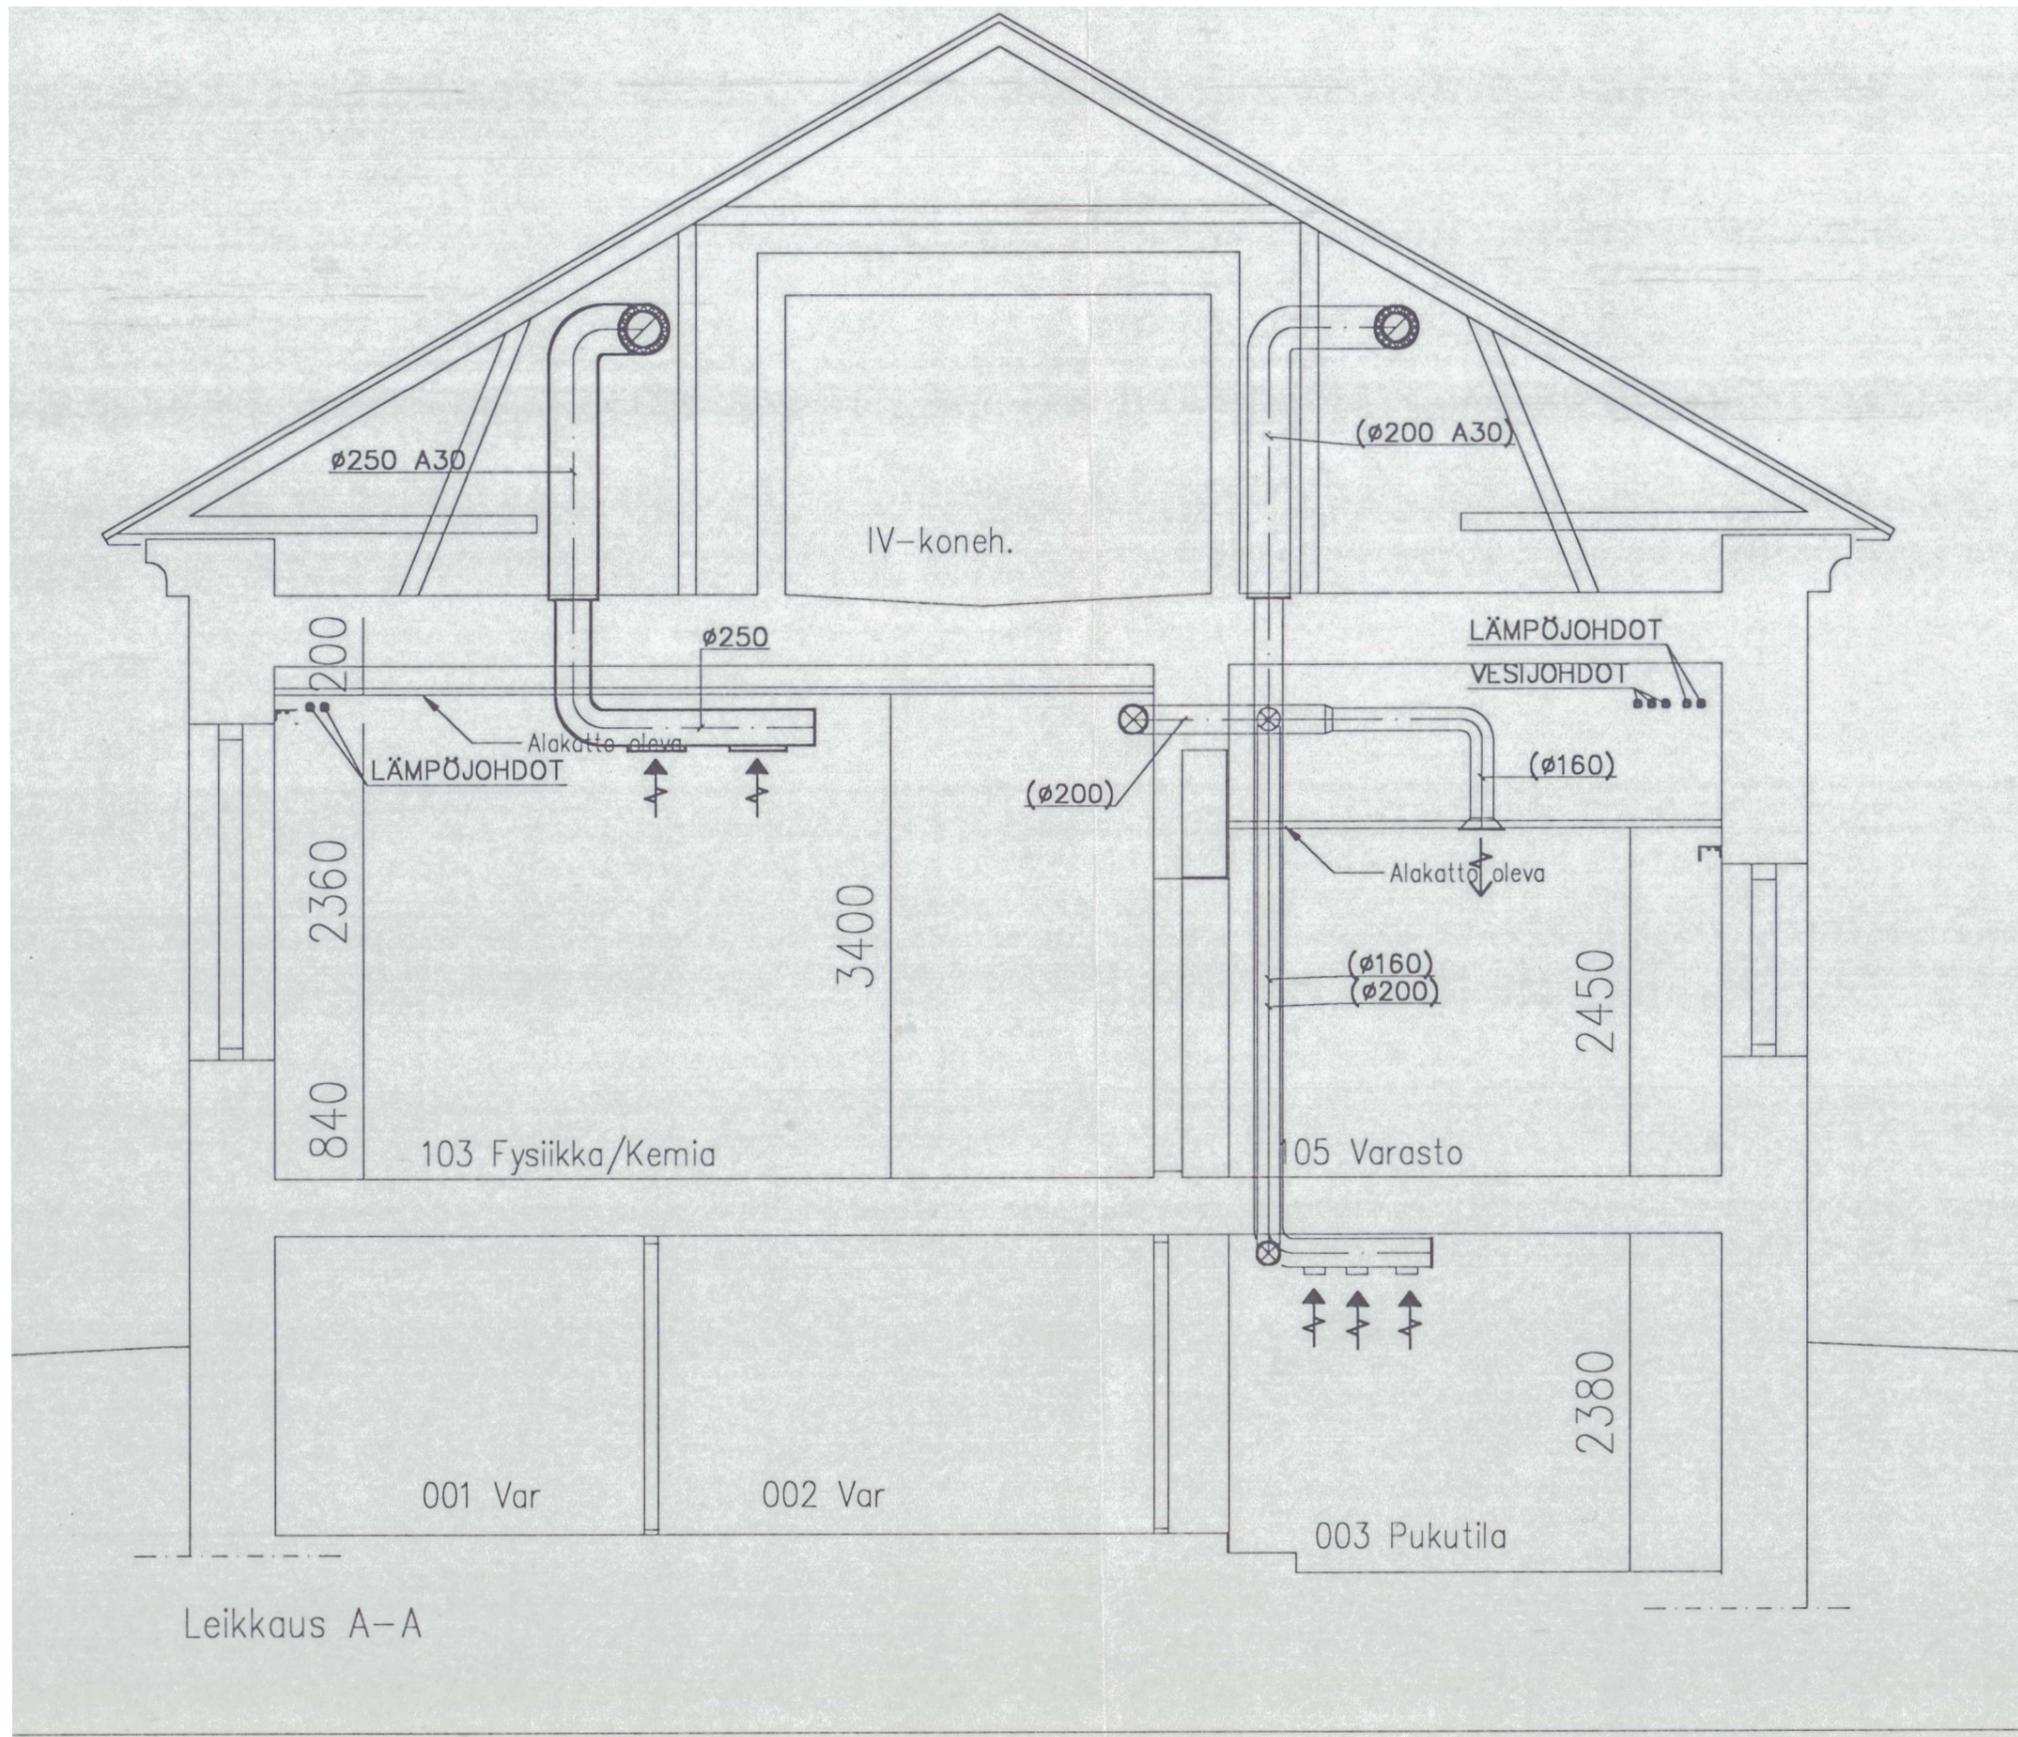 (ø200 A30)
ø250 A30
IV-koneh.
ø250
LÄMPÖJOHDOT
VESIJOHDOT
200
Alakatto oleva
LÄMPÖJOHDOT
(ø200)
(ø160)
Alakatto oleva
2360
3400
(ø160)
(ø200)
2450
840
103 Fysiikka/Kemia
105 Varasto
2380
001 Var
002 Var
003 Pukutila
Leikkaus A-A